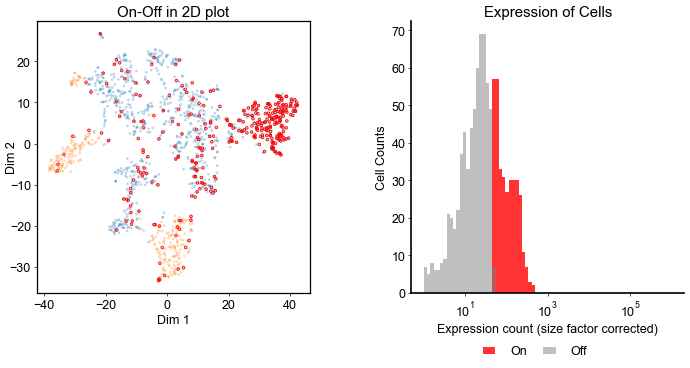 On-Off in 2D plot
Dim 2
20
10
0
−10
−20
−30
−40
−20
0
20
40
Dim 1
Expression of Cells
Cell Counts
70
60
50
40
30
20
10
0
10¹
10³
10⁵
Expression count (size factor corrected)
On
Off